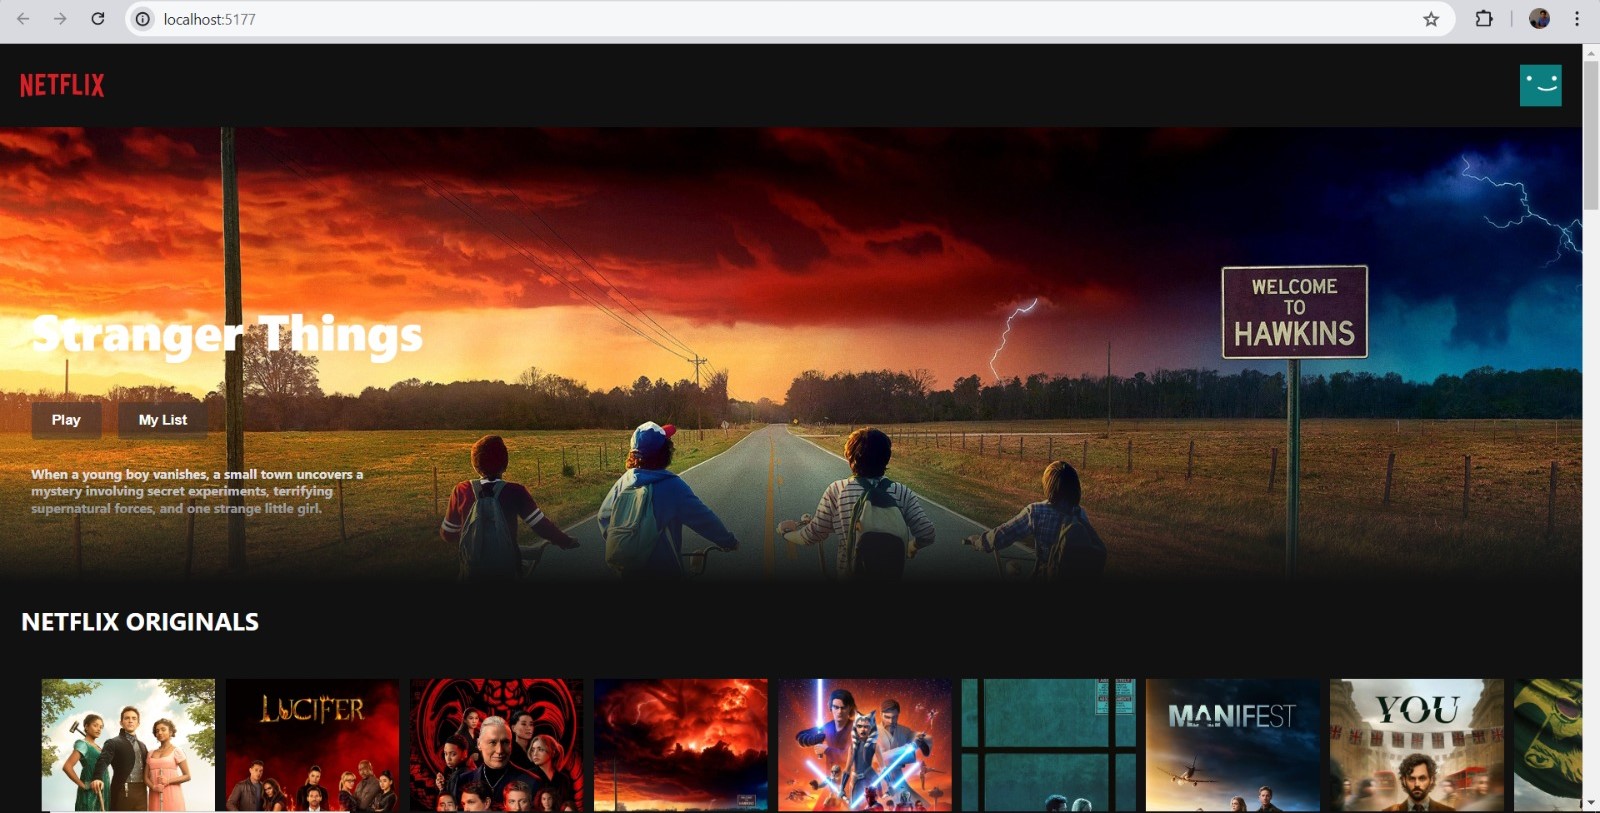 localhost:5177
NETFLIX
WELCOME
TO
HAWKINS
Stranger Things
Play
My List
When a young boy vanishes, a small town uncovers a
mystery involving secret experiments, terrifying
supernatural forces, and one strange little girl.
NETFLIX ORIGINALS
LUCIFER
MANIFEST
YOU